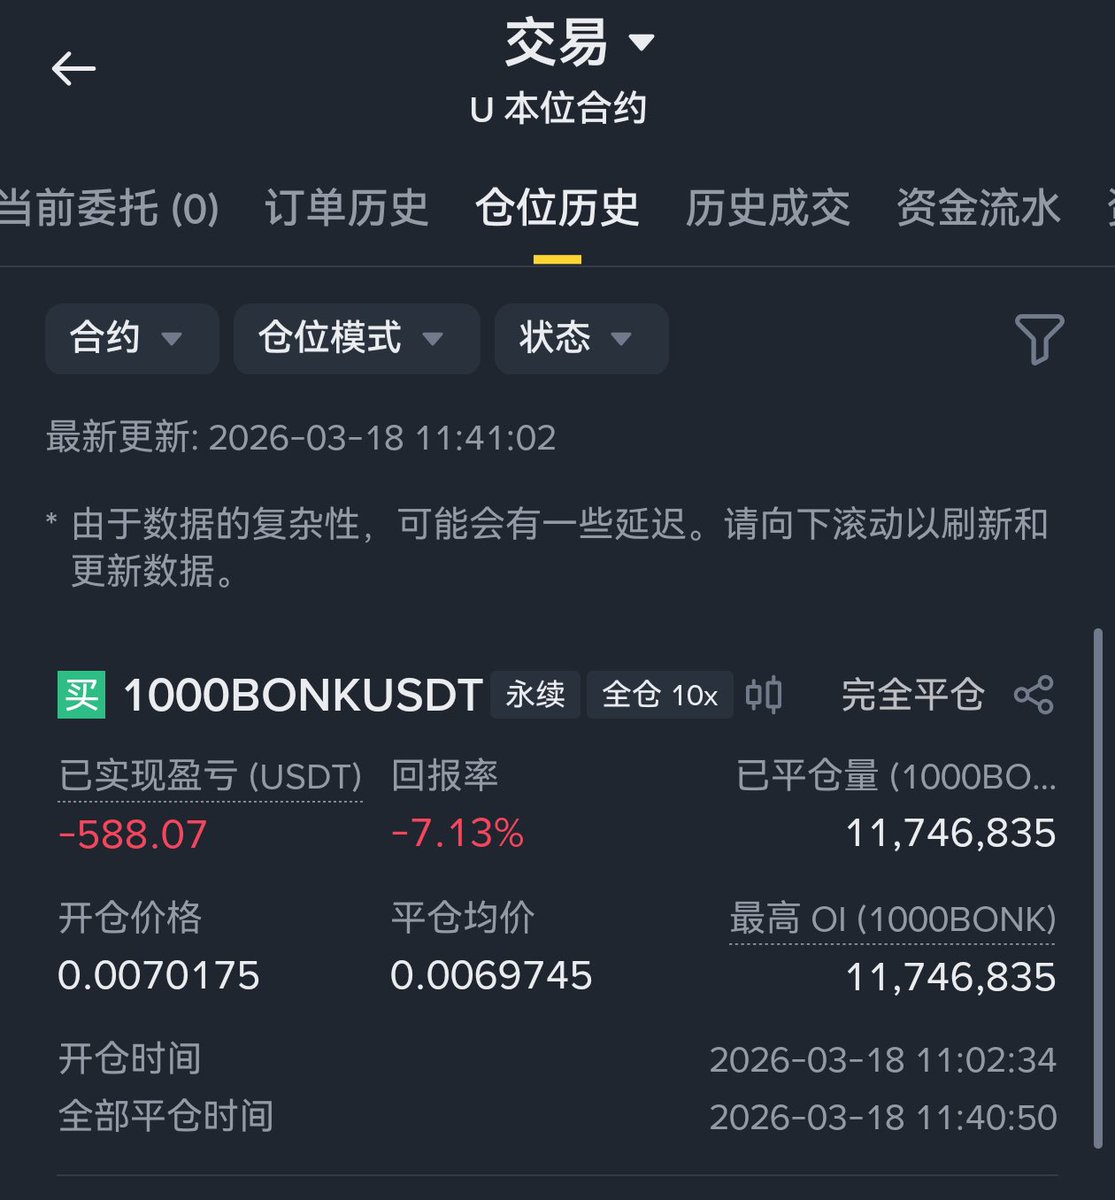 交易
U 本位合约
当前委托 (0) 订单历史 仓位历史 历史成交 资金流水
合约 仓位模式 状态
最新更新: 2026-03-18 11:41:02
* 由于数据的复杂性，可能会有一些延迟。请向下滚动以刷新和
更新数据。
买 1000BONKUSDT 永续 全仓 10x 完全平仓
已实现盈亏 (USDT) 回报率 已平仓量 (1000BO...
-588.07 -7.13% 11,746,835
开仓价格 平仓均价 最高 OI (1000BONK)
0.0070175 0.0069745 11,746,835
开仓时间 2026-03-18 11:02:34
全部平仓时间 2026-03-18 11:40:50